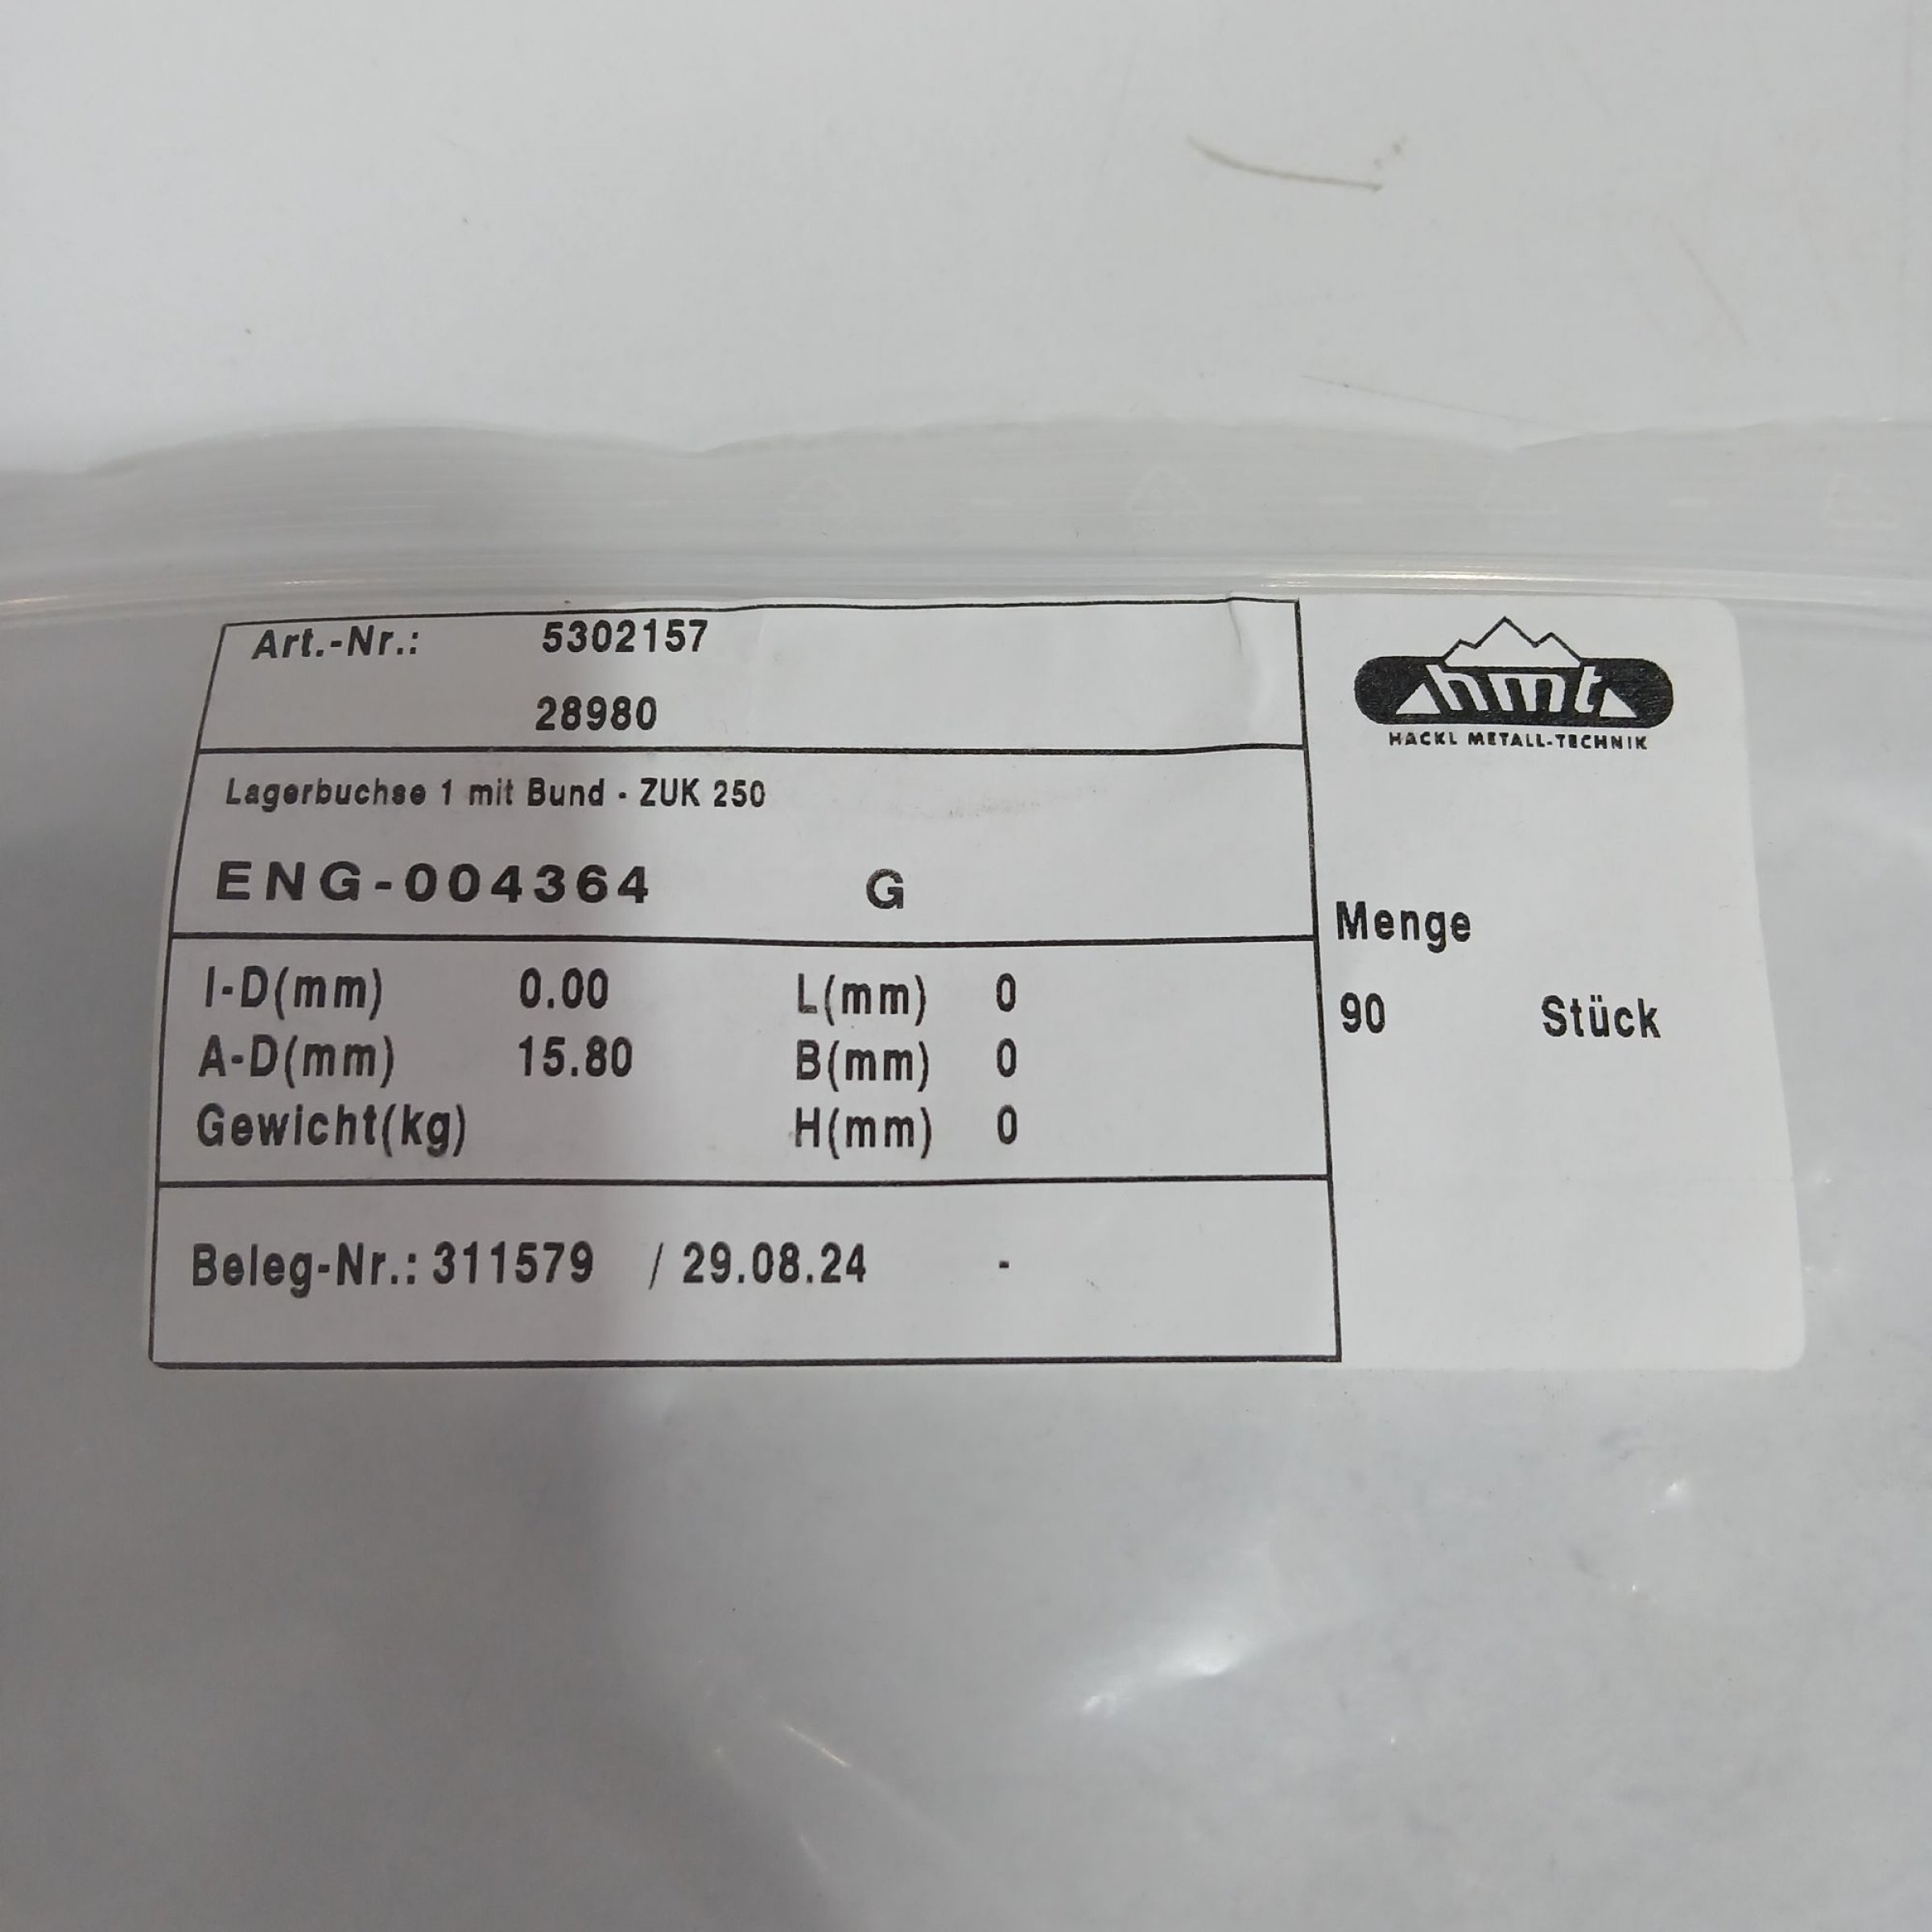 Art.-Nr.: 5302157
28980
hmt
HACKL METALL-TECHNIK
Lagerbuchse 1 mit Bund - ZUK 250
ENG-004364 G
Menge
90 Stück
I-D(mm) 0.00 L(mm) 0
A-D(mm) 15.80 B(mm) 0
Gewicht(kg) H(mm) 0
Beleg-Nr.: 311579 / 29.08.24 -